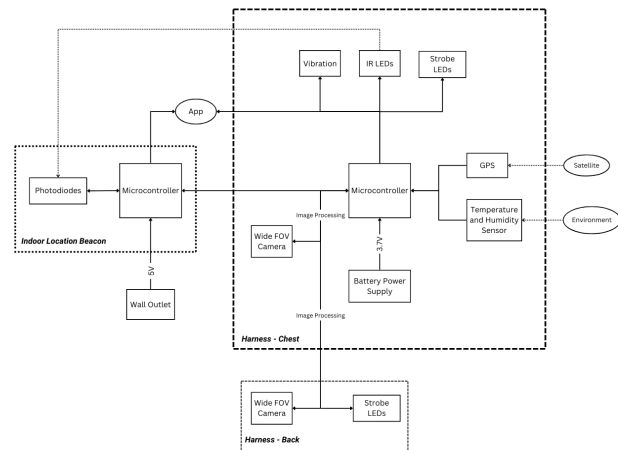 Vibration
IR LEDs
Strobe
LEDs
App
GPS
Satellite
Photodiodes
Microcontroller
Microcontroller
Temperature
and Humidity
Sensor
Environment
Image Processing
Indoor Location Beacon
Wide FOV
Camera
5V
3.7V
Battery Power
Supply
Wall Outlet
Image Processing
Harness - Chest
Wide FOV
Camera
Strobe
LEDs
Harness - Back